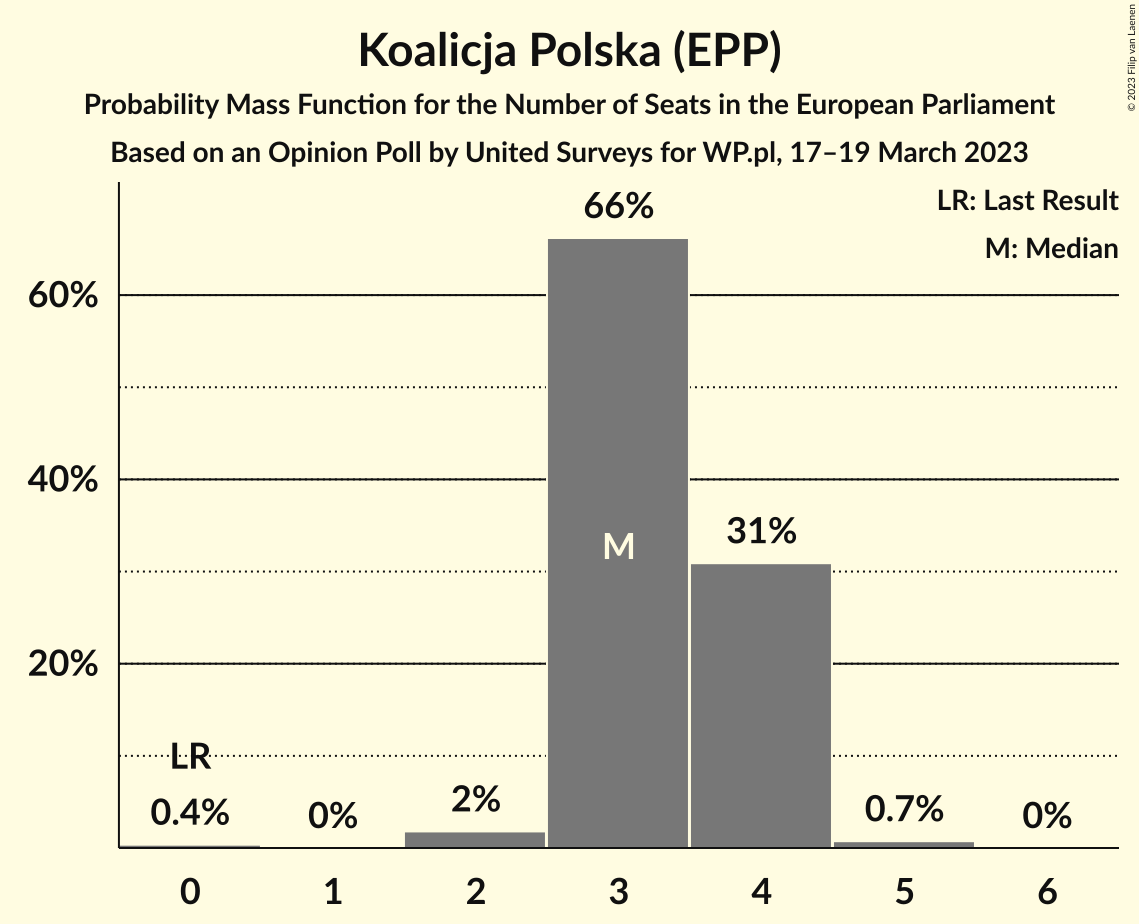 Koalicja Polska (EPP)
Probability Mass Function for the Number of Seats in the European Parliament
Based on an Opinion Poll by United Surveys for WP.pl, 17–19 March 2023
© 2023 Filip van Laenen
LR: Last Result
M: Median
66%
60%
40%
31%
M
20%
LR
0.4%
0%
2%
0.7%
0%
0
1
2
3
4
5
6